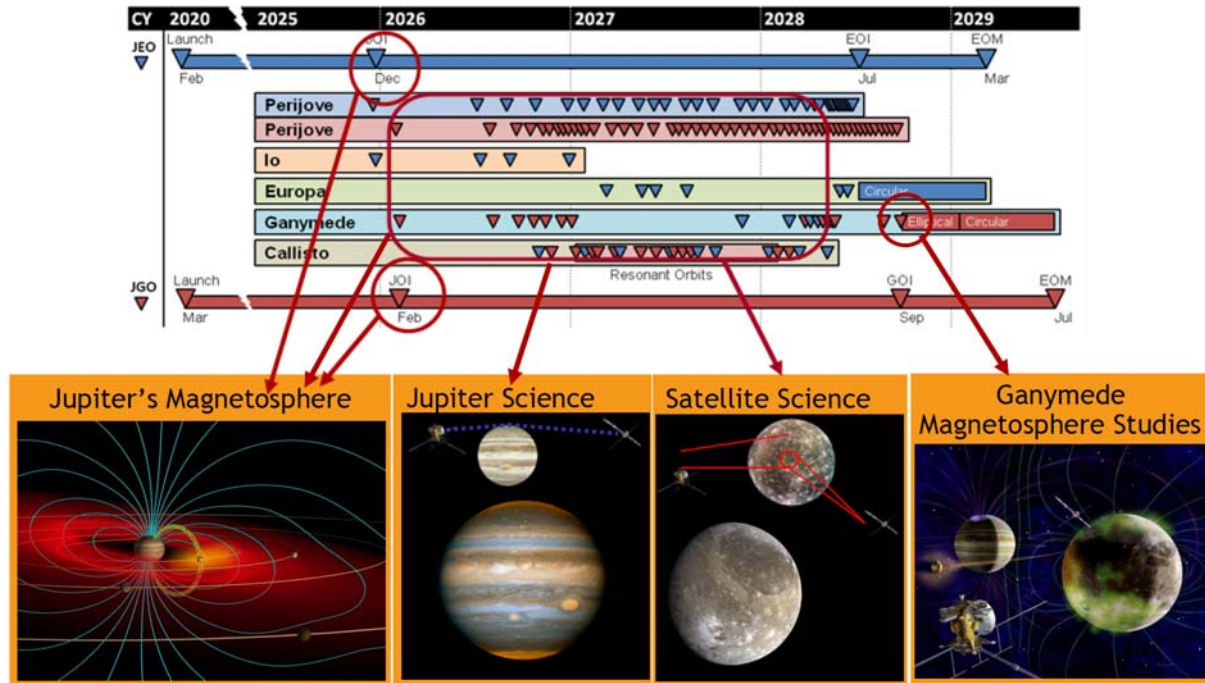 CY 2020 2025 2026 2027 2028 2029
Launch JOI EOI EOM
JEO
Feb Dec Jul Mar
Perijove
Perijove
Io
Europa Circular
Ganymede Elliptical Circular
Callisto
Resonant Orbits
Launch JOI GOI EOM
JGO
Mar Feb Sep Jul
Jupiter's Magnetosphere
Jupiter Science
Satellite Science
Ganymede
Magnetosphere Studies